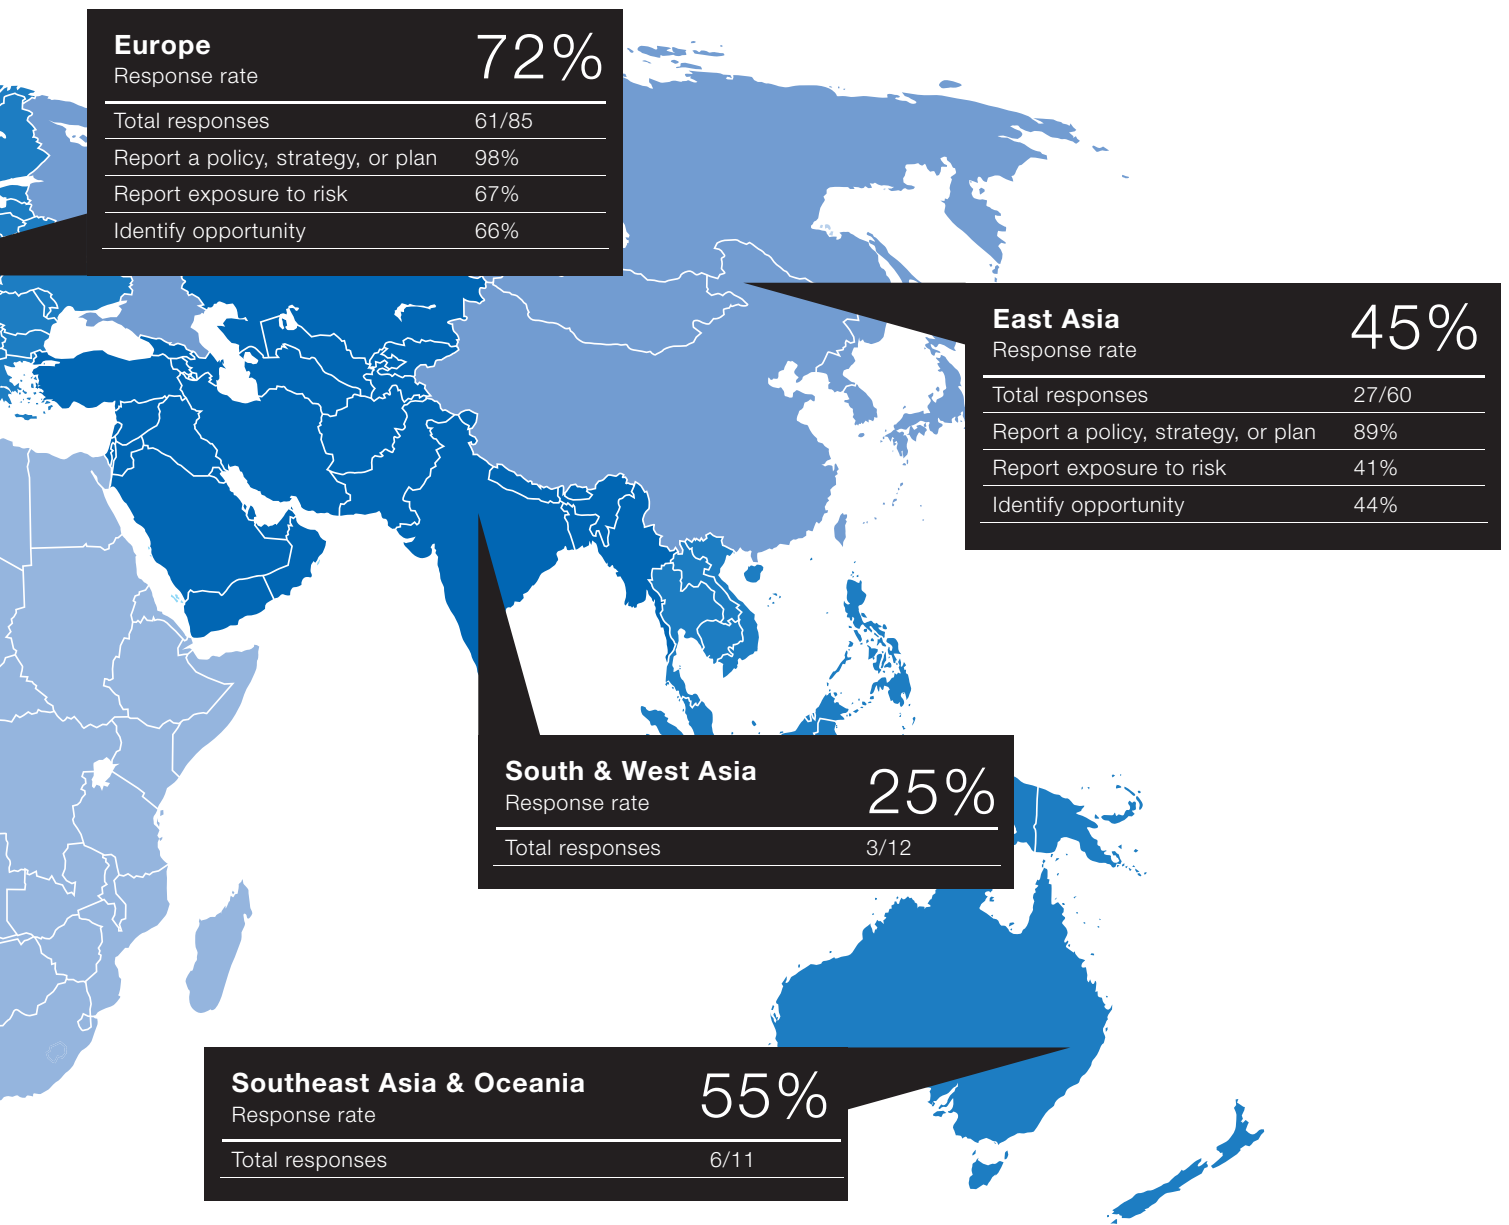 Europe
Response rate
72%
Total responses 61/85
Report a policy, strategy, or plan 98%
Report exposure to risk 67%
Identify opportunity 66%
East Asia
Response rate
45%
Total responses 27/60
Report a policy, strategy, or plan 89%
Report exposure to risk 41%
Identify opportunity 44%
South & West Asia
Response rate
25%
Total responses 3/12
Southeast Asia & Oceania
Response rate
55%
Total responses 6/11